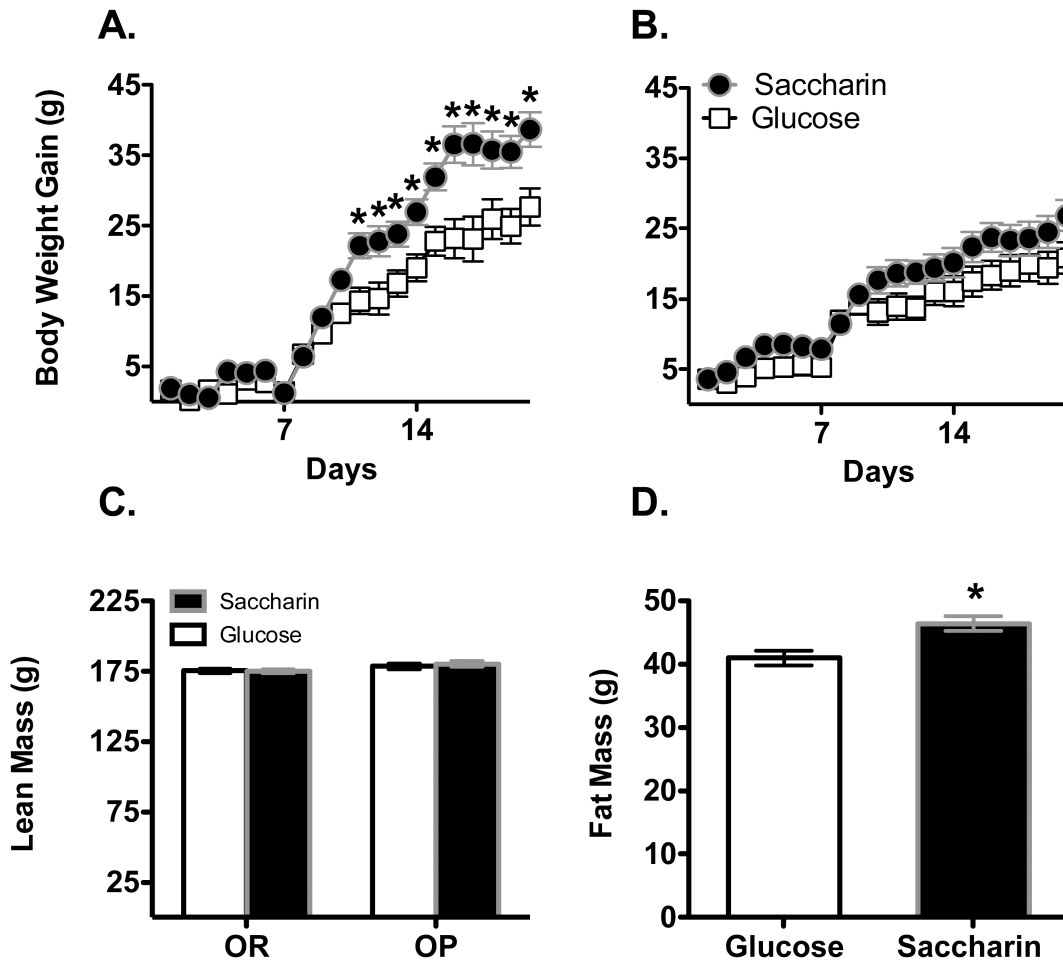 A.
45
35
25
15
5
* * * * * * * * * *
7
14
Body Weight Gain (g)
Days
B.
45
35
25
15
5
Saccharin
Glucose
7
14
Days
C.
225
175
125
75
25
Lean Mass (g)
Saccharin
Glucose
OR
OP
D.
50
40
30
20
10
0
Fat Mass (g)
*
Glucose
Saccharin